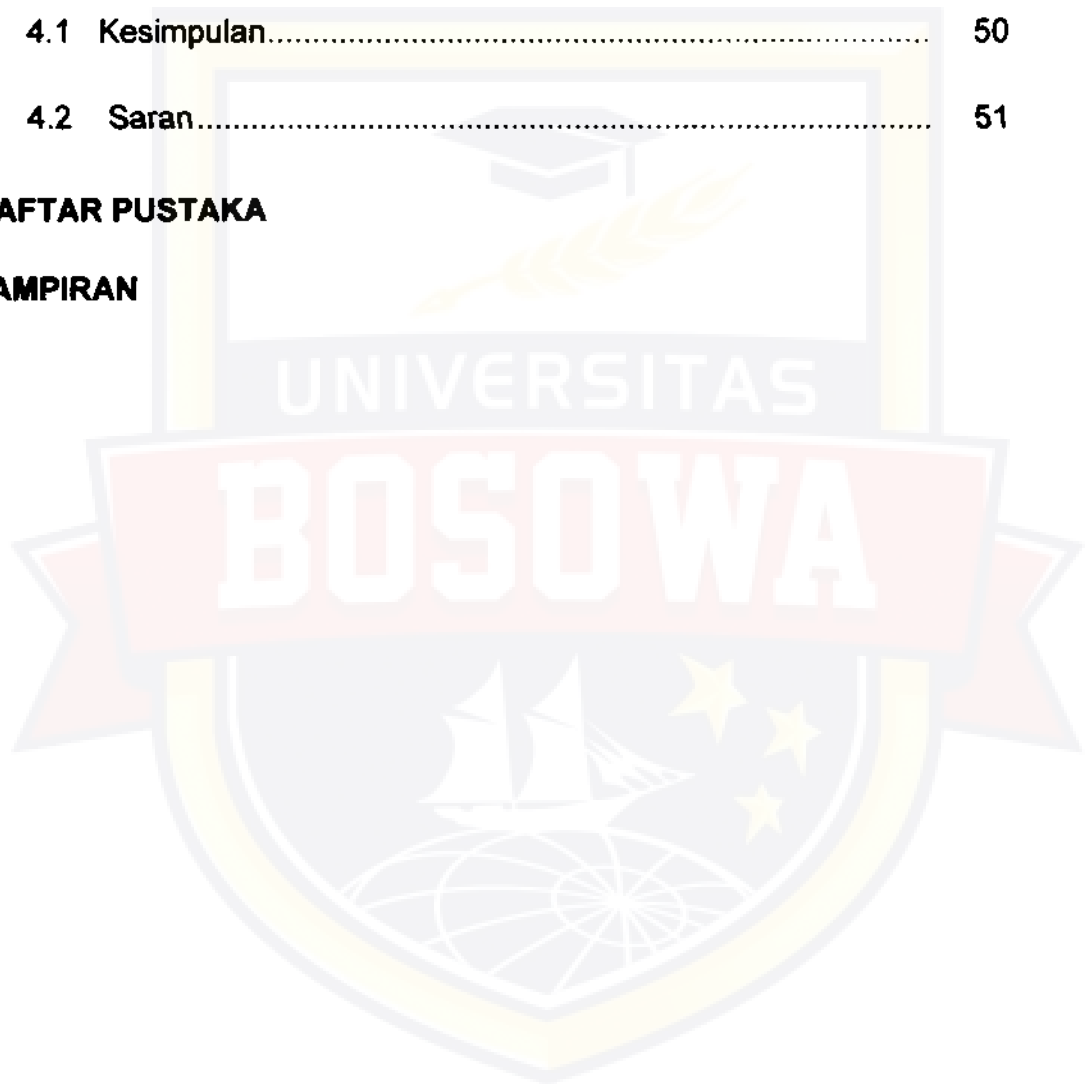 4.1 Kesimpulan........................................................................ 50
4.2 Saran................................................................................ 51
AFTAR PUSTAKA
AMPIRAN
UNIVERSITAS
BOSOWA